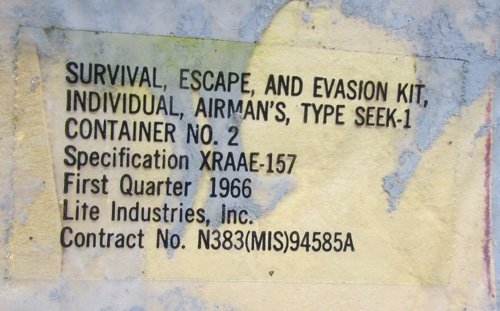 SURVIVAL, ESCAPE, AND EVASION KIT,
INDIVIDUAL, AIRMAN'S, TYPE SEEK-1
CONTAINER NO. 2
Specification XRAAE-157
First Quarter 1966
Lite Industries, Inc.
Contract No. N383(MIS)94585A